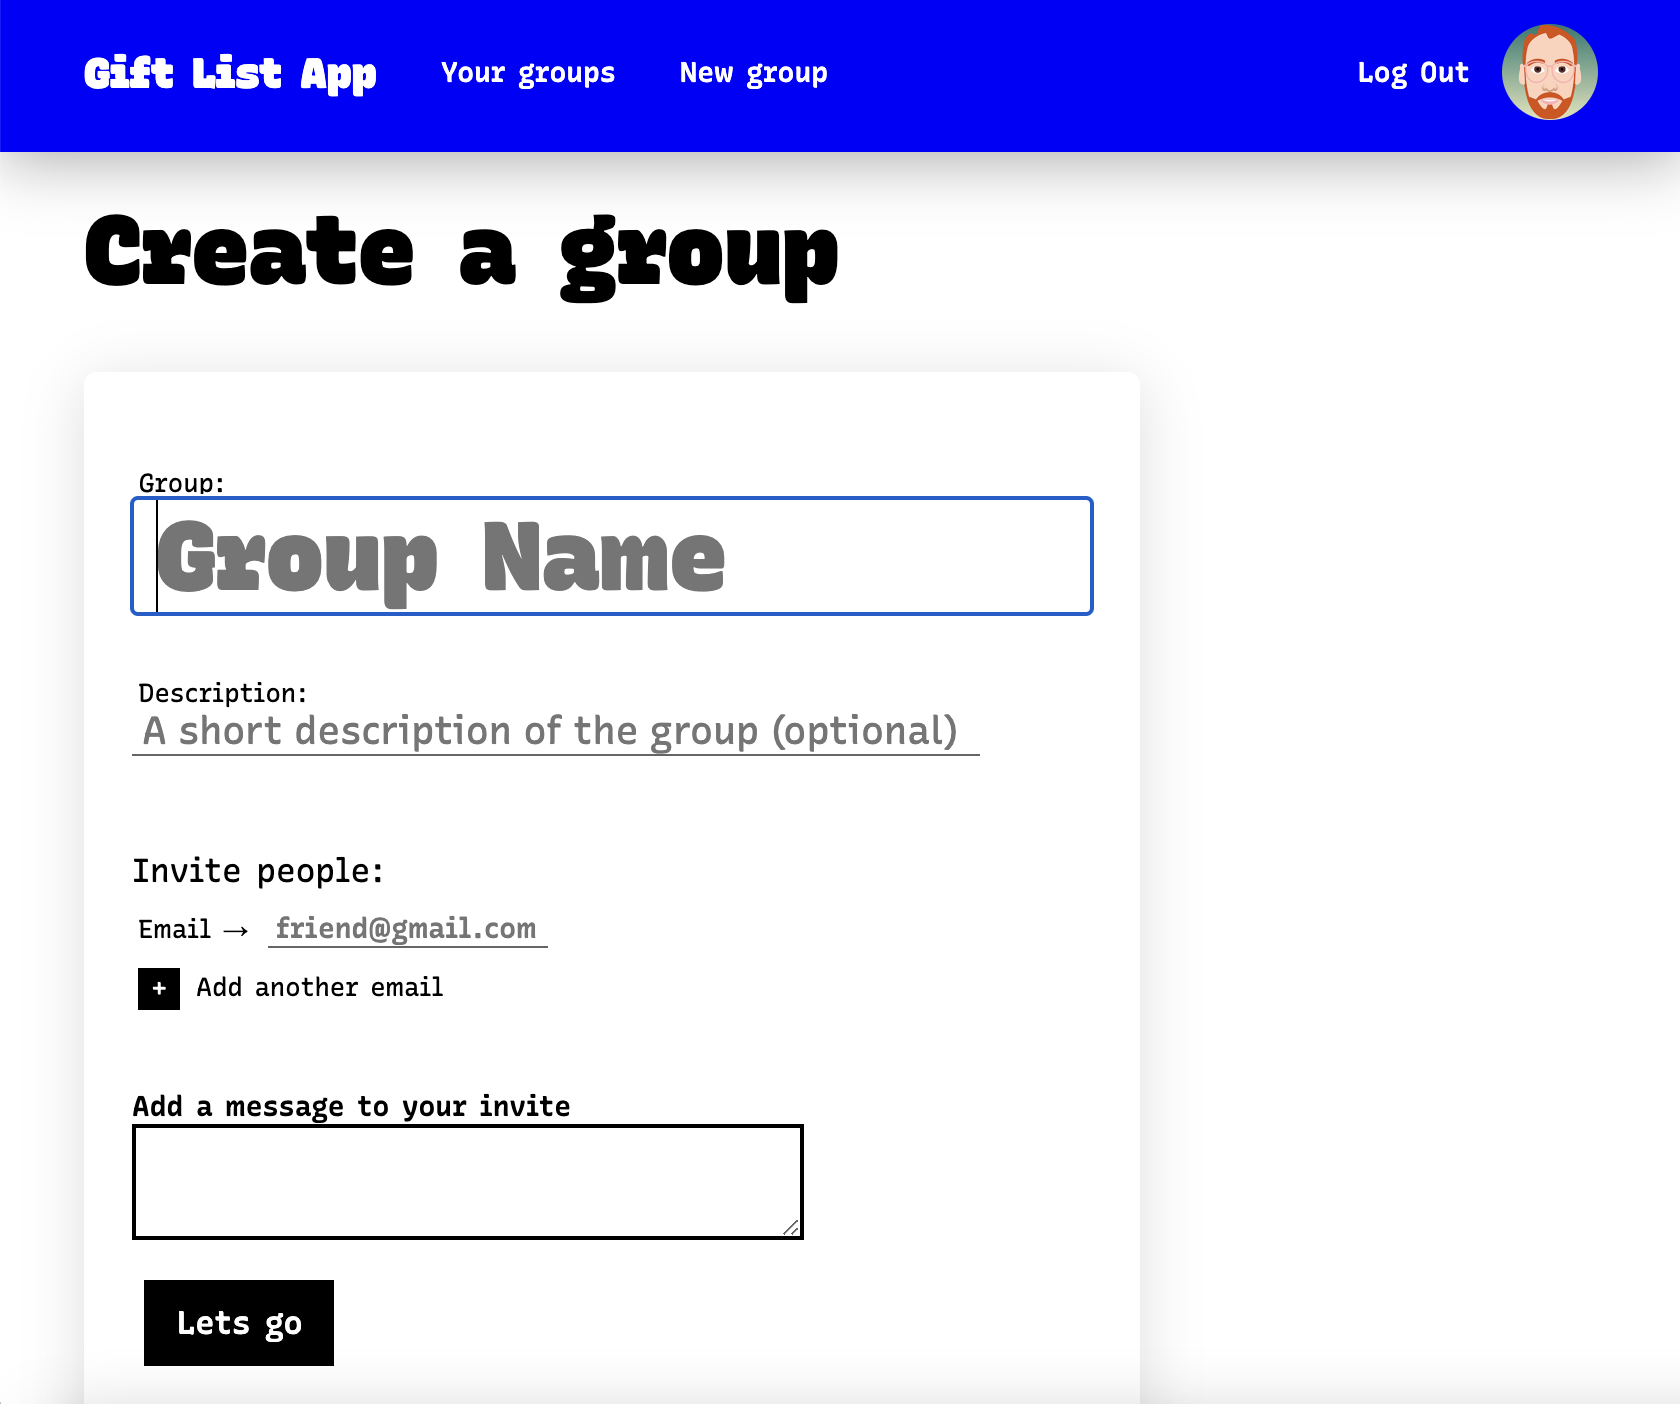 Gift List App Your groups New group Log Out
Create a group
Group:
Group Name
Description:
A short description of the group (optional)
Invite people:
Email → friend@gmail.com
+ Add another email
Add a message to your invite
Lets go